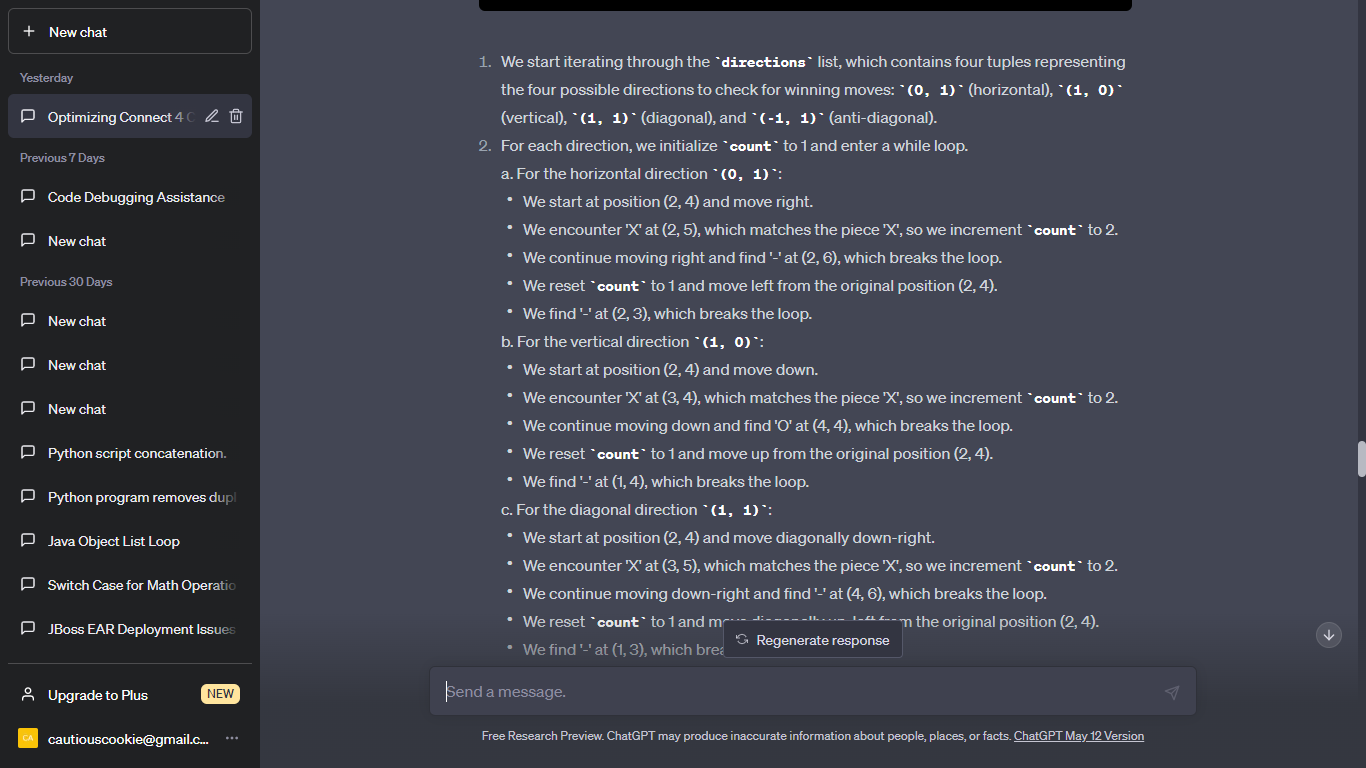 New chat
Yesterday
Optimizing Connect 4
Previous 7 Days
Code Debugging Assistance
New chat
Previous 30 Days
New chat
New chat
New chat
Python script concatenation.
Python program removes dupl
Java Object List Loop
Switch Case for Math Operatio
JBoss EAR Deployment Issues
Upgrade to Plus NEW
CA cautiouscookie@gmail.c...
1. We start iterating through the `directions` list, which contains four tuples representing
the four possible directions to check for winning moves: `(0, 1)` (horizontal), `(1, 0)`
(vertical), `(1, 1)` (diagonal), and `(-1, 1)` (anti-diagonal).
2. For each direction, we initialize `count` to 1 and enter a while loop.
a. For the horizontal direction `(0, 1)`:
• We start at position (2, 4) and move right.
• We encounter 'X' at (2, 5), which matches the piece 'X', so we increment `count` to 2.
• We continue moving right and find '-' at (2, 6), which breaks the loop.
• We reset `count` to 1 and move left from the original position (2, 4).
• We find '-' at (2, 3), which breaks the loop.
b. For the vertical direction `(1, 0)`:
• We start at position (2, 4) and move down.
• We encounter 'X' at (3, 4), which matches the piece 'X', so we increment `count` to 2.
• We continue moving down and find 'O' at (4, 4), which breaks the loop.
• We reset `count` to 1 and move up from the original position (2, 4).
• We find '-' at (1, 4), which breaks the loop.
c. For the diagonal direction `(1, 1)`:
• We start at position (2, 4) and move diagonally down-right.
• We encounter 'X' at (3, 5), which matches the piece 'X', so we increment `count` to 2.
• We continue moving down-right and find '-' at (4, 6), which breaks the loop.
• We reset `count` to 1 and move diagonally up-left from the original position (2, 4).
• We find '-' at (1, 3), which brea
Regenerate response
Send a message.
Free Research Preview. ChatGPT may produce inaccurate information about people, places, or facts. ChatGPT May 12 Version